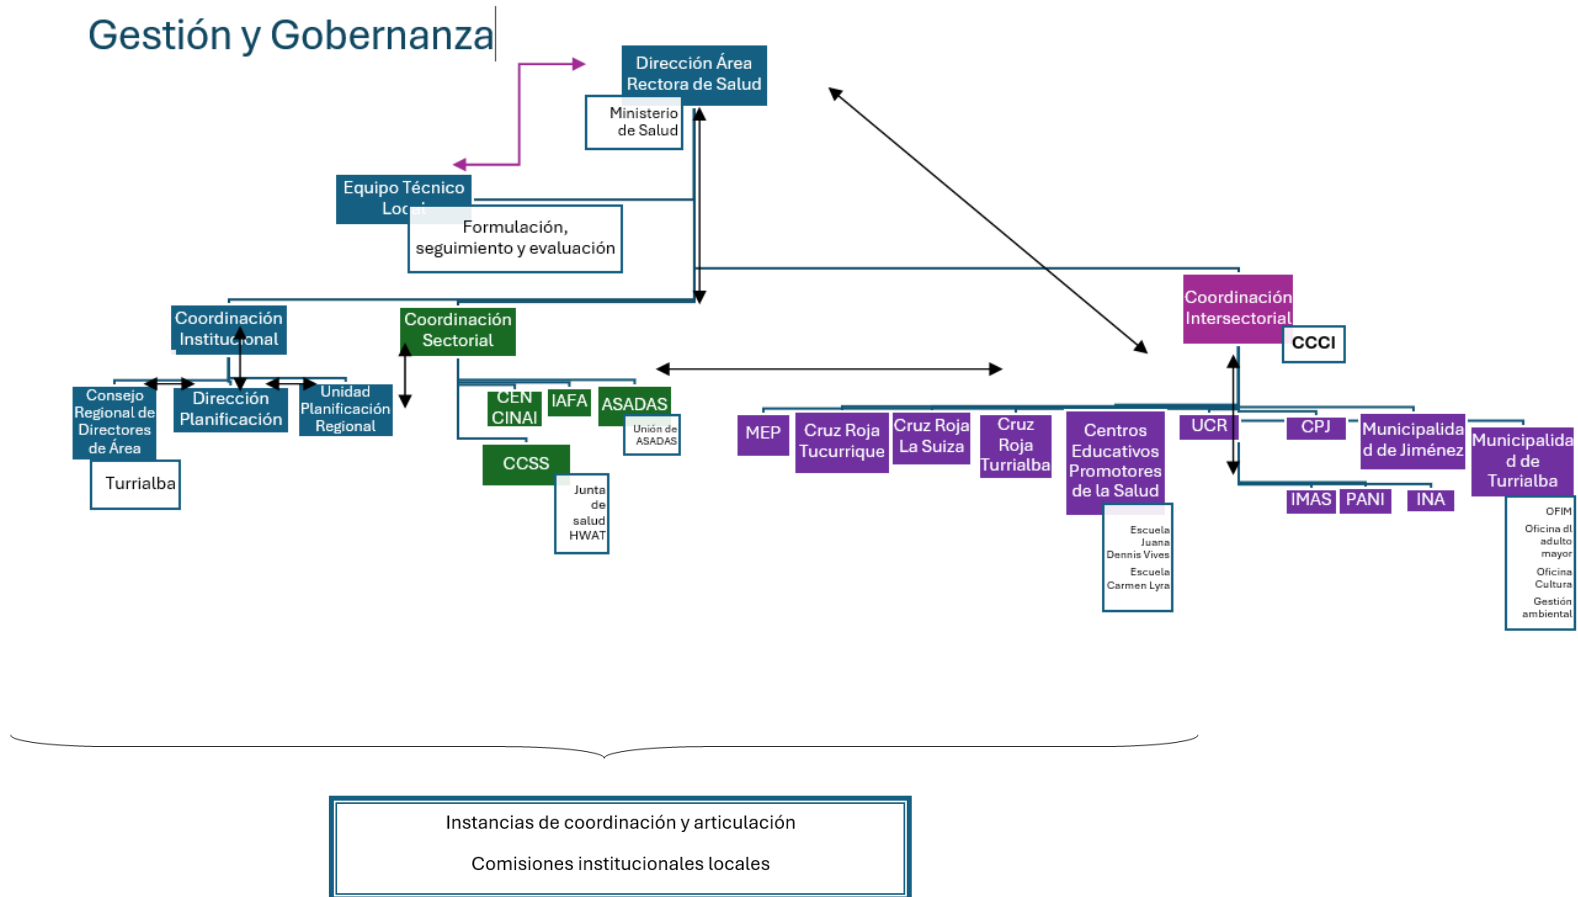 Gestión y Gobernanza
Dirección Área
Rectora de Salud
Ministerio
de Salud
Equipo Técnico
Local
Formulación,
seguimiento y evaluación
Coordinación
Institucional
Coordinación
Sectorial
Coordinación
Intersectorial
CCCI
Consejo
Regional de
Directores
de Área
Turrialba
Dirección
Planificación
Unidad
Planificación
Regional
CEN
CINAI
IAFA
ASADAS
Unión de
ASADAS
CCSS
Junta
de
salud
HWAT
MEP
Cruz Roja
Tucurrique
Cruz Roja
La Suiza
Cruz
Roja
Turrialba
Centros
Educativos
Promotores
de la Salud
Escuela
Juana
Dennis Vives
Escuela
Carmen Lyra
UCR
CPJ
Municipalida
d de Jiménez
Municipalida
d de
Turrialba
IMAS
PANI
INA
OFIM
Oficina dl
adulto
mayor
Oficina
Cultura
Gestión
ambiental
Instancias de coordinación y articulación
Comisiones institucionales locales